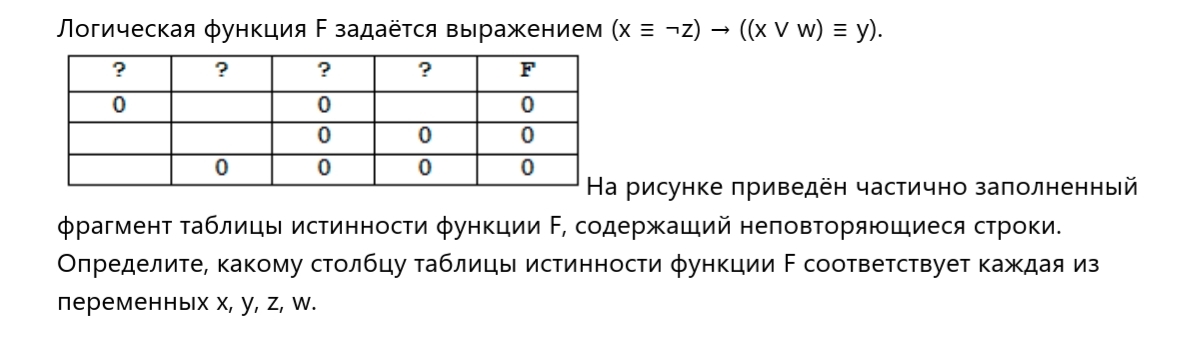 Логическая функция F задаётся выражением (x ≡ ¬z) → ((x ∨ w) ≡ y).
? ? ? ? F
0 0 0
0 0 0
0 0 0 0
На рисунке приведён частично заполненный
фрагмент таблицы истинности функции F, содержащий неповторяющиеся строки.
Определите, какому столбцу таблицы истинности функции F соответствует каждая из
переменных x, y, z, w.